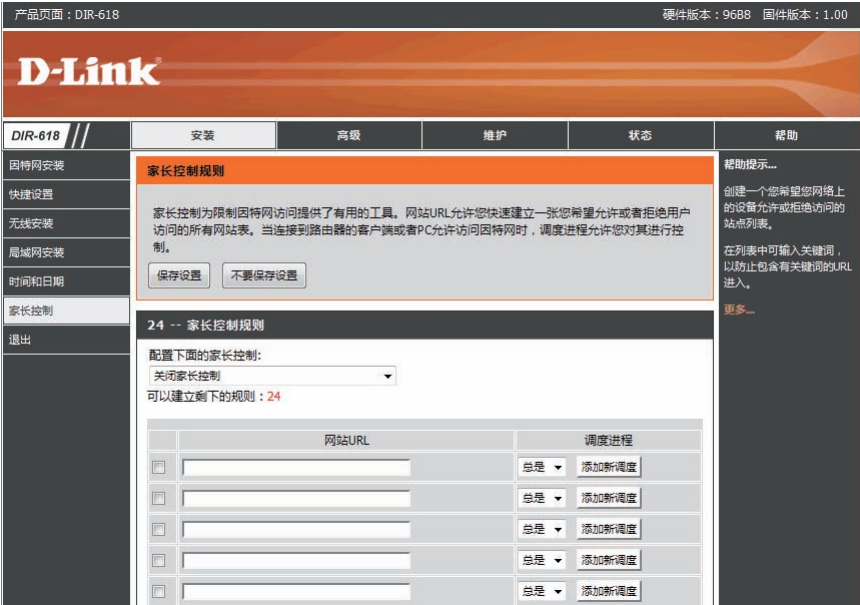 产品页面：DIR-618
硬件版本：96B8 固件版本：1.00
D-Link
DIR-618
安装
高级
维护
状态
帮助
因特网安装
快捷设置
无线安装
局域网安装
时间和日期
家长控制
退出
家长控制规则
家长控制为限制因特网访问提供了有用的工具。网站URL允许您快速建立一张您希望允许或者拒绝用户
访问的所有网站表。当连接到路由器的客户端或者PC允许访问因特网时，调度进程允许您对其进行控
制。
保存设置
不要保存设置
24 -- 家长控制规则
配置下面的家长控制:
关闭家长控制
可以建立剩下的规则：24
网站URL
调度进程
总是
添加新调度
总是
添加新调度
总是
添加新调度
总是
添加新调度
总是
添加新调度
帮助提示...
创建一个您希望您网络上
的设备允许或拒绝访问的
站点列表。
在列表中可输入关键词，
以防止包含有关键词的URL
进入。
更多...